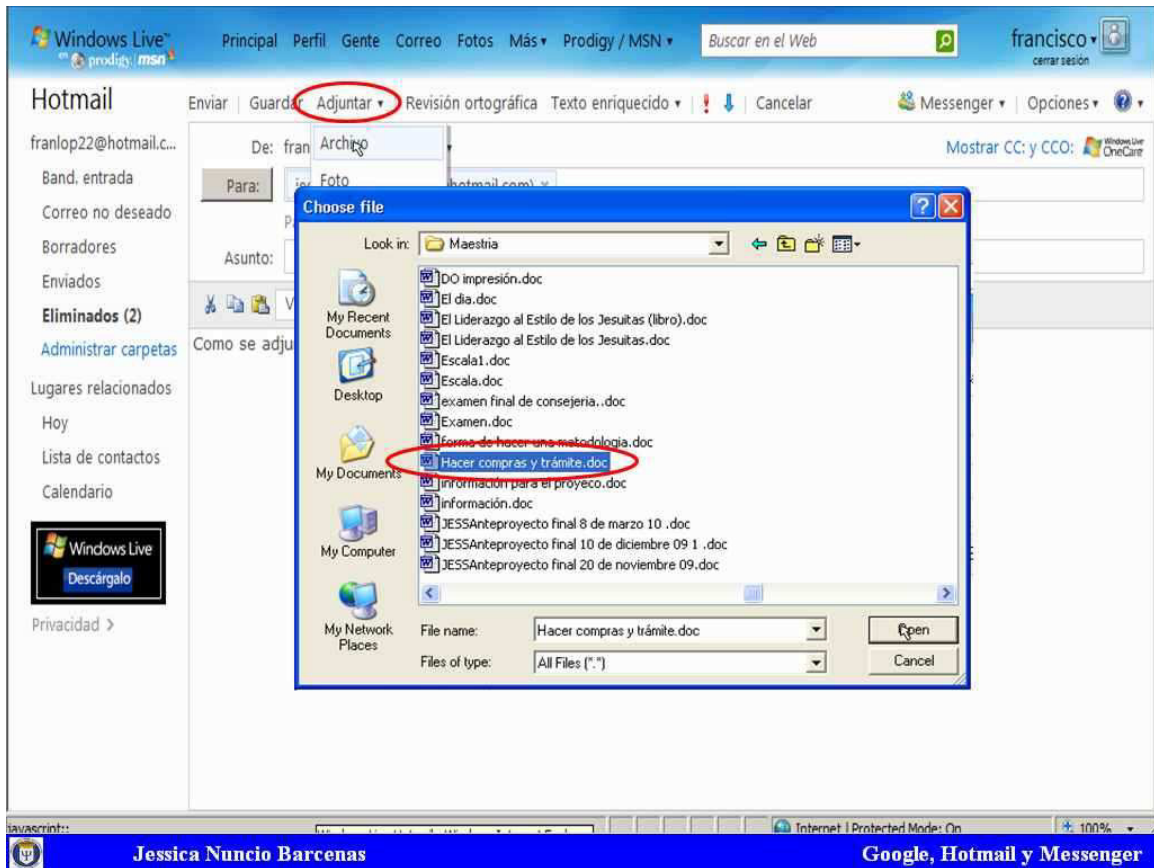 Windows Live™ Principal Perfil Gente Correo Fotos Más Prodigy / MSN Buscar en el Web francisco
en prodigy msn cerrar sesión
Hotmail Enviar | Guardar Adjuntar Revisión ortográfica Texto enriquecido | Cancelar Messenger | Opciones
franlop22@hotmail.c... De: fran Archivo Mostrar CC: y CCO: Windows Live OneCare
Band. entrada Para: Foto hotmail.com)
Correo no deseado
Borradores Asunto:
Enviados
Eliminados (2)
Administrar carpetas Como se adju
Lugares relacionados
Hoy
Lista de contactos
Calendario
Windows Live
Descárgalo
Privacidad >
Choose file
Look in: Maestria
My Recent Documents
Desktop
My Documents
My Computer
My Network Places
DO impresión.doc
El dia.doc
El Liderazgo al Estilo de los Jesuitas (libro).doc
El Liderazgo al Estilo de los Jesuitas.doc
Escala1.doc
Escala.doc
examen final de consejeria..doc
Examen.doc
forma de hacer una metodologia.doc
Hacer compras y trámite.doc
información para el proyeco.doc
información.doc
JESSAnteproyecto final 8 de marzo 10 .doc
JESSAnteproyecto final 10 de diciembre 09 1 .doc
JESSAnteproyecto final 20 de noviembre 09.doc
File name: Hacer compras y trámite.doc Open
Files of type: All Files (*.*) Cancel
javascript:: Internet | Protected Mode: On 100%
Jessica Nuncio Barcenas Google, Hotmail y Messenger